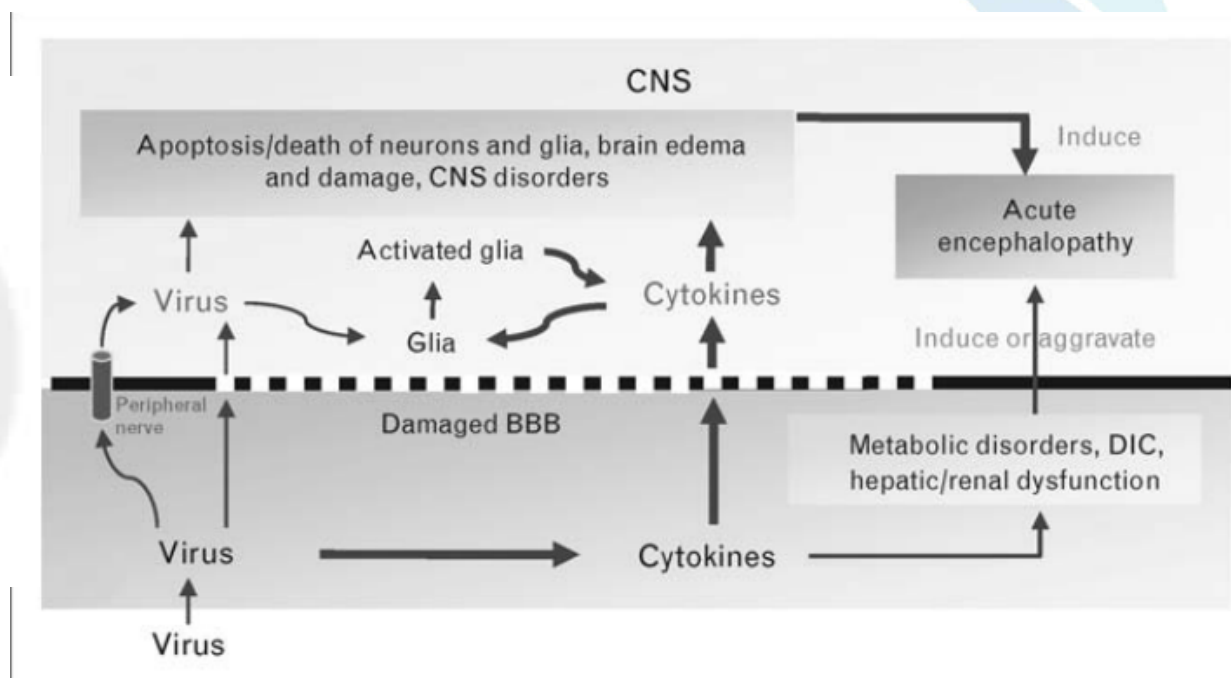 CNS
Apoptosis/death of neurons and glia, brain edema
and damage, CNS disorders
Induce
Acute
encephalopathy
Activated glia
Virus
Cytokines
Glia
Induce or aggravate
Peripheral
nerve
Damaged BBB
Metabolic disorders, DIC,
hepatic/renal dysfunction
Virus
Cytokines
Virus